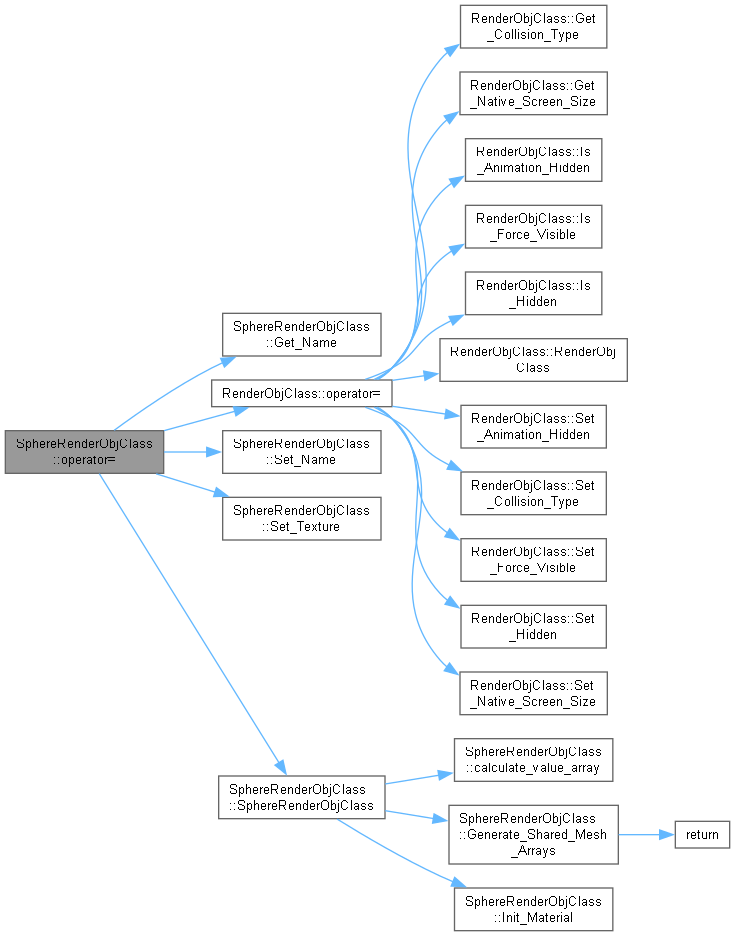 RenderObjClass::Get
_Collision_Type
RenderObjClass::Get
_Native_Screen_Size
RenderObjClass::Is
_Animation_Hidden
RenderObjClass::Is
_Force_Visible
RenderObjClass::Is
_Hidden
SphereRenderObjClass
::Get_Name
RenderObjClass::RenderObj
Class
RenderObjClass::operator=
RenderObjClass::Set
_Animation_Hidden
SphereRenderObjClass
::operator=
SphereRenderObjClass
::Set_Name
RenderObjClass::Set
_Collision_Type
SphereRenderObjClass
::Set_Texture
RenderObjClass::Set
_Force_Visible
RenderObjClass::Set
_Hidden
RenderObjClass::Set
_Native_Screen_Size
SphereRenderObjClass
::calculate_value_array
SphereRenderObjClass
::SphereRenderObjClass
SphereRenderObjClass
::Generate_Shared_Mesh
_Arrays
return
SphereRenderObjClass
::Init_Material